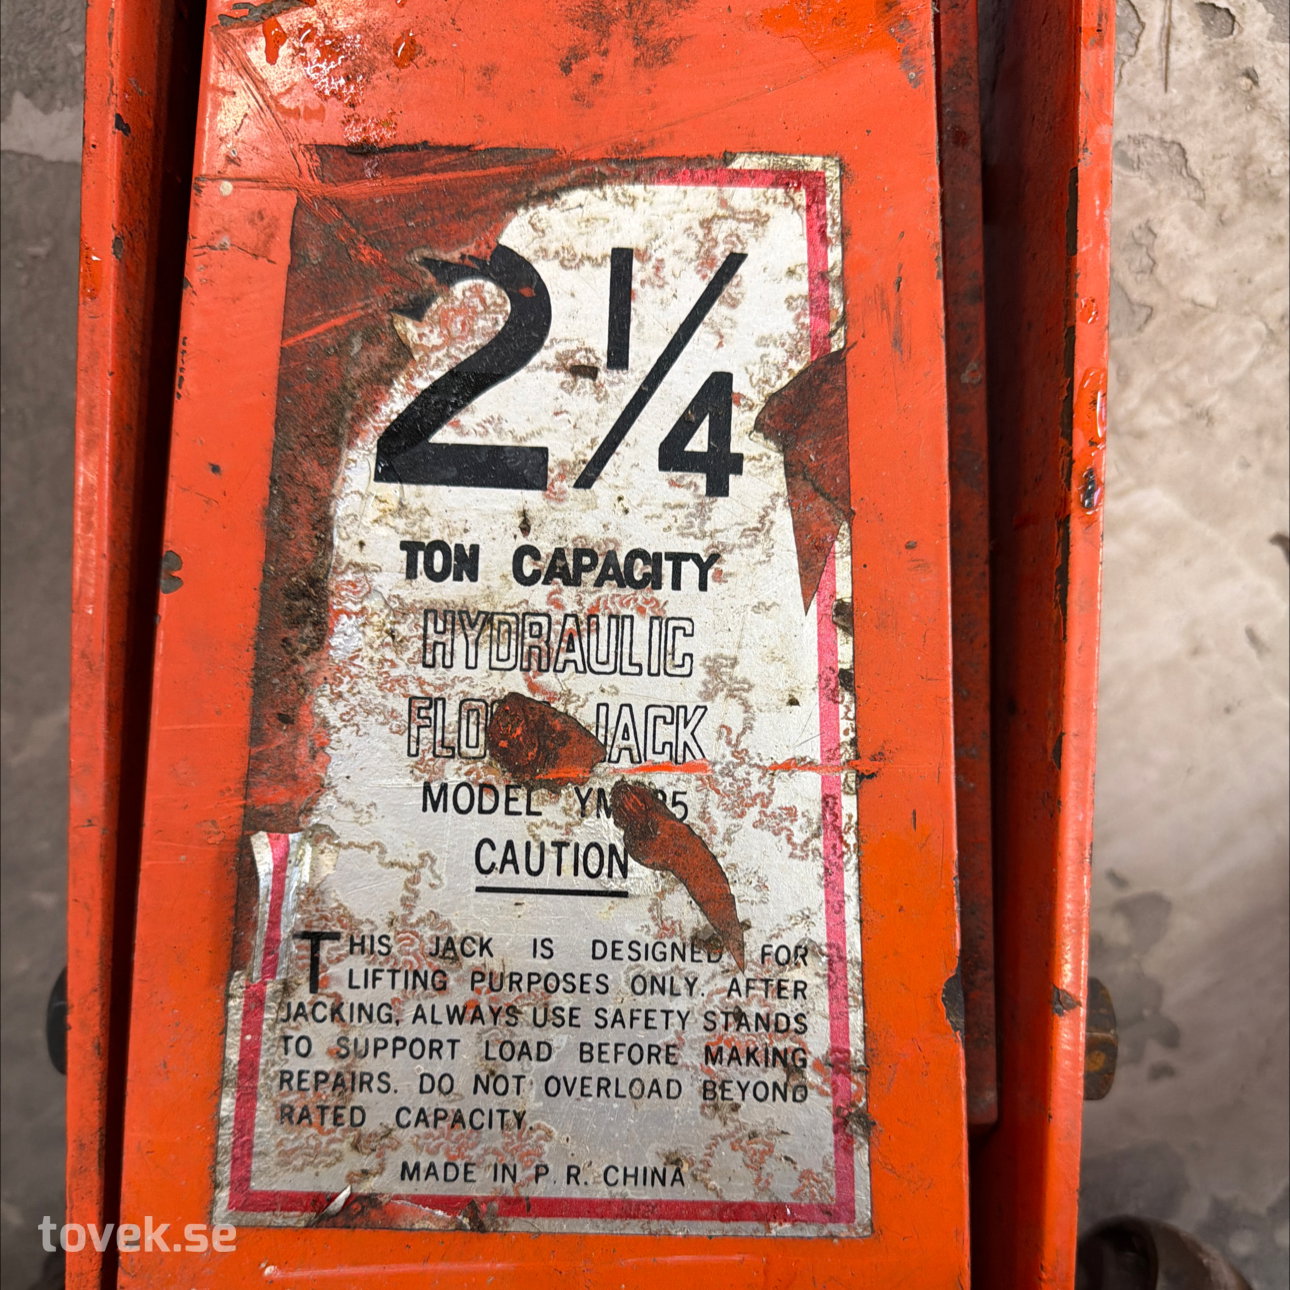 2 1/4
TON CAPACITY
HYDRAULIC
JACK
MODEL
CAUTION
THIS JACK IS DESIGNED FOR
LIFTING PURPOSES ONLY. AFTER
JACKING, ALWAYS USE SAFETY STANDS
TO SUPPORT LOAD BEFORE MAKING
REPAIRS. DO NOT OVERLOAD BEYOND
RATED CAPACITY.
MADE IN P.R. CHINA
tovek.se